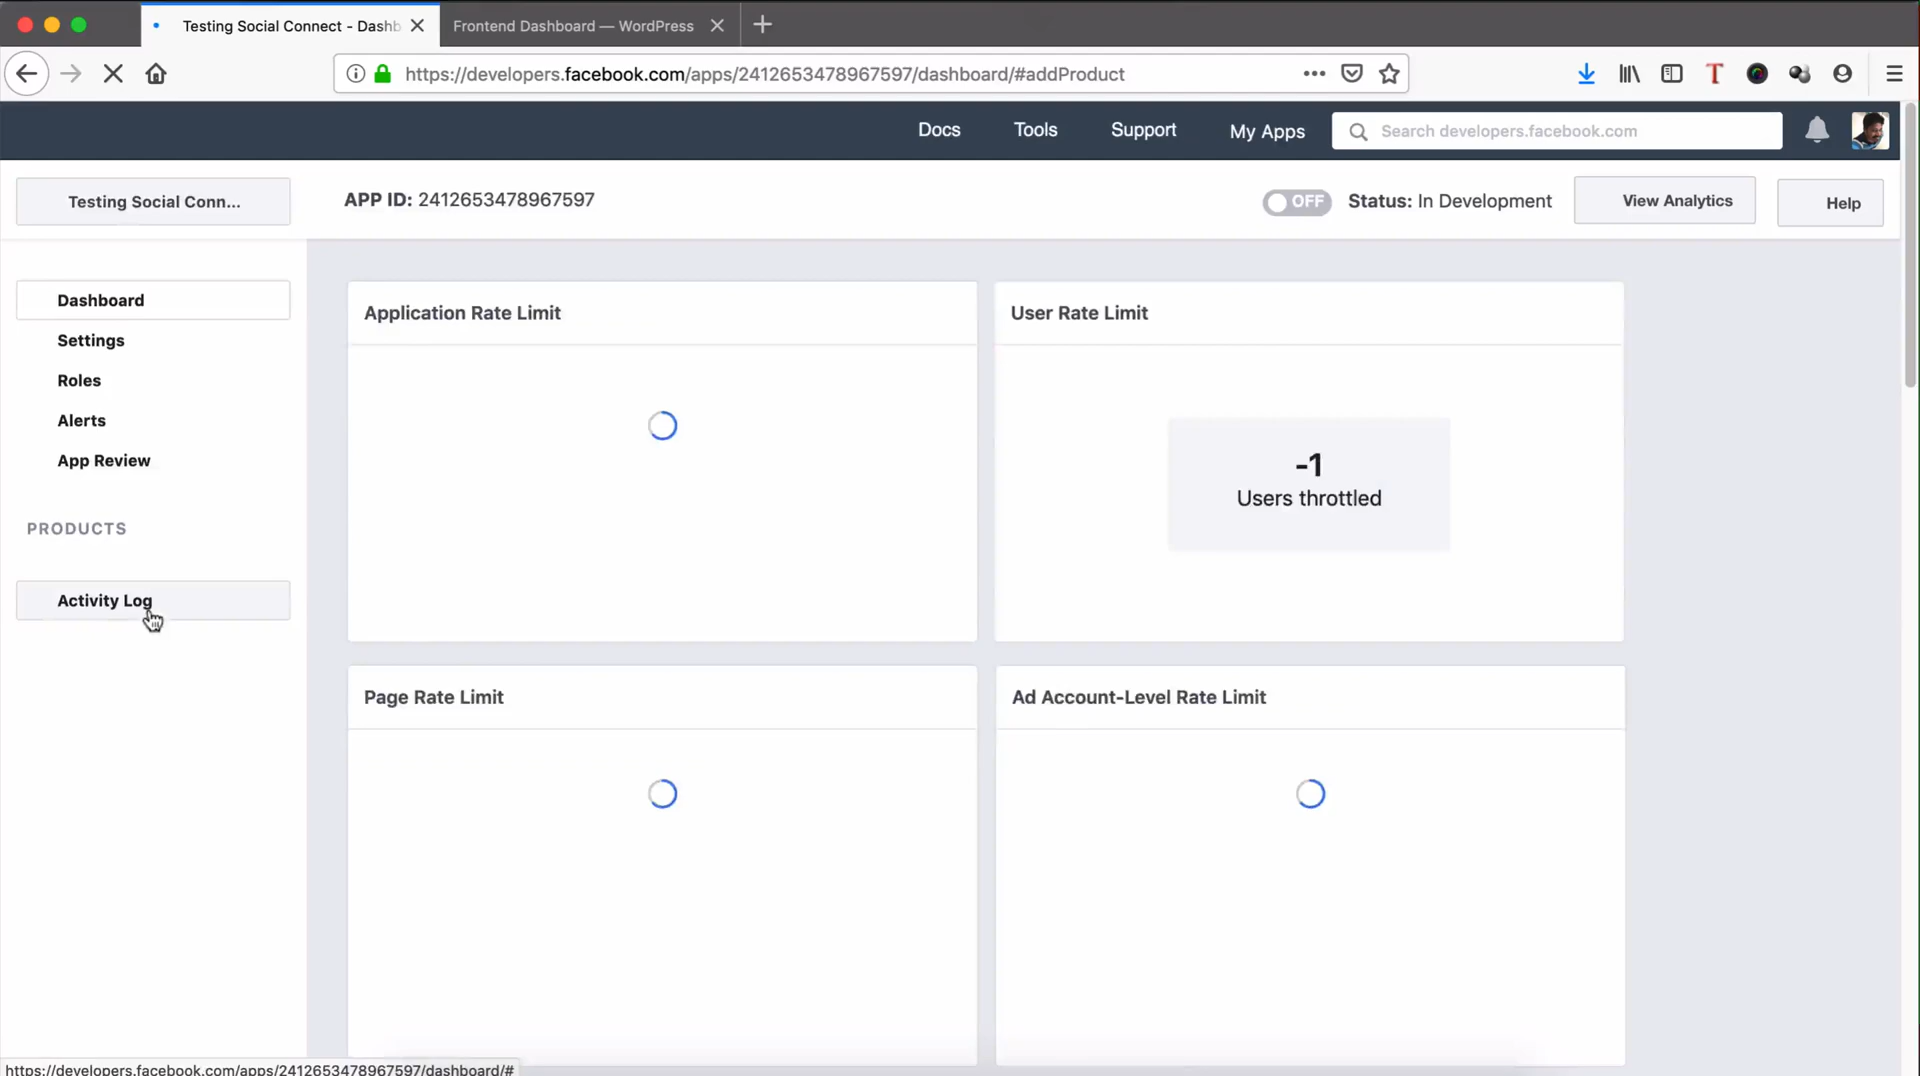 Testing Social Connect - Dashb
Frontend Dashboard — WordPress
https://developers.facebook.com/apps/2412653478967597/dashboard/#addProduct
T
Docs
Tools
Support
My Apps
Search developers.facebook.com
Testing Social Conn...
APP ID: 2412653478967597
OFF
Status: In Development
View Analytics
Help
Dashboard
Settings
Roles
Alerts
App Review
PRODUCTS
Activity Log
Application Rate Limit
User Rate Limit
-1
Users throttled
Page Rate Limit
Ad Account-Level Rate Limit
https://developers.facebook.com/apps/2412653478967597/dashboard/#